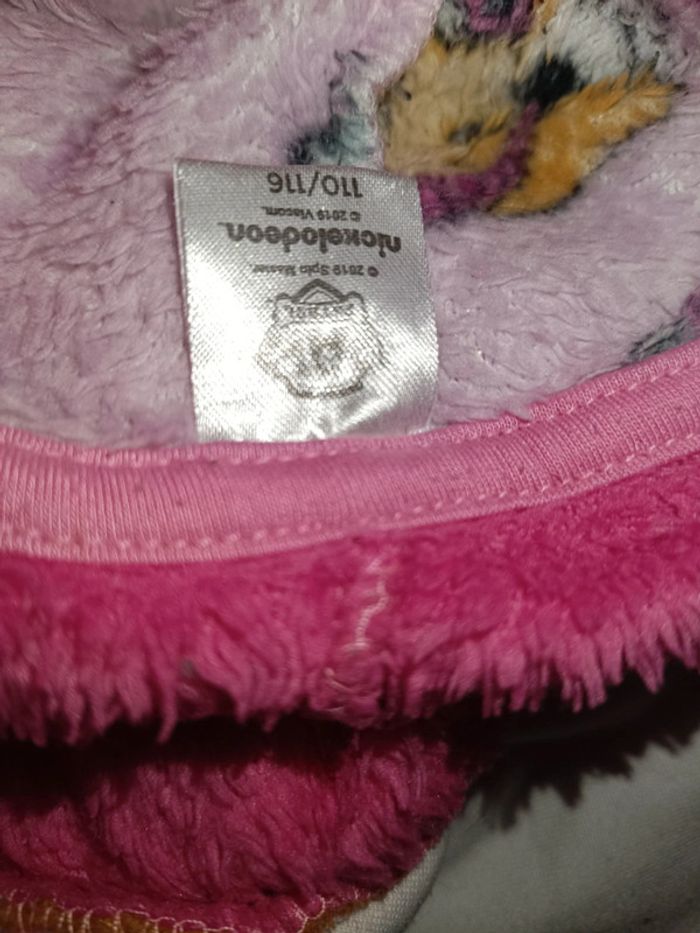 © 2019 Spin Master.
nickelodeon
© 2019 Viacom.
110/116